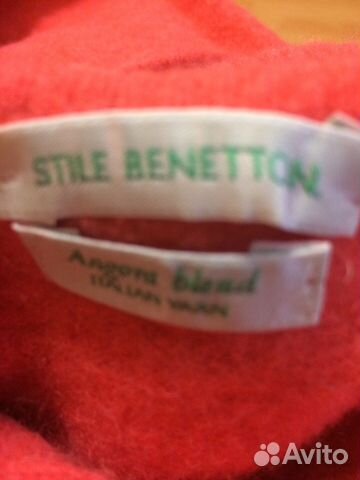 STILE BENETTON
Angora blend
ITALIAN YARN
Avito